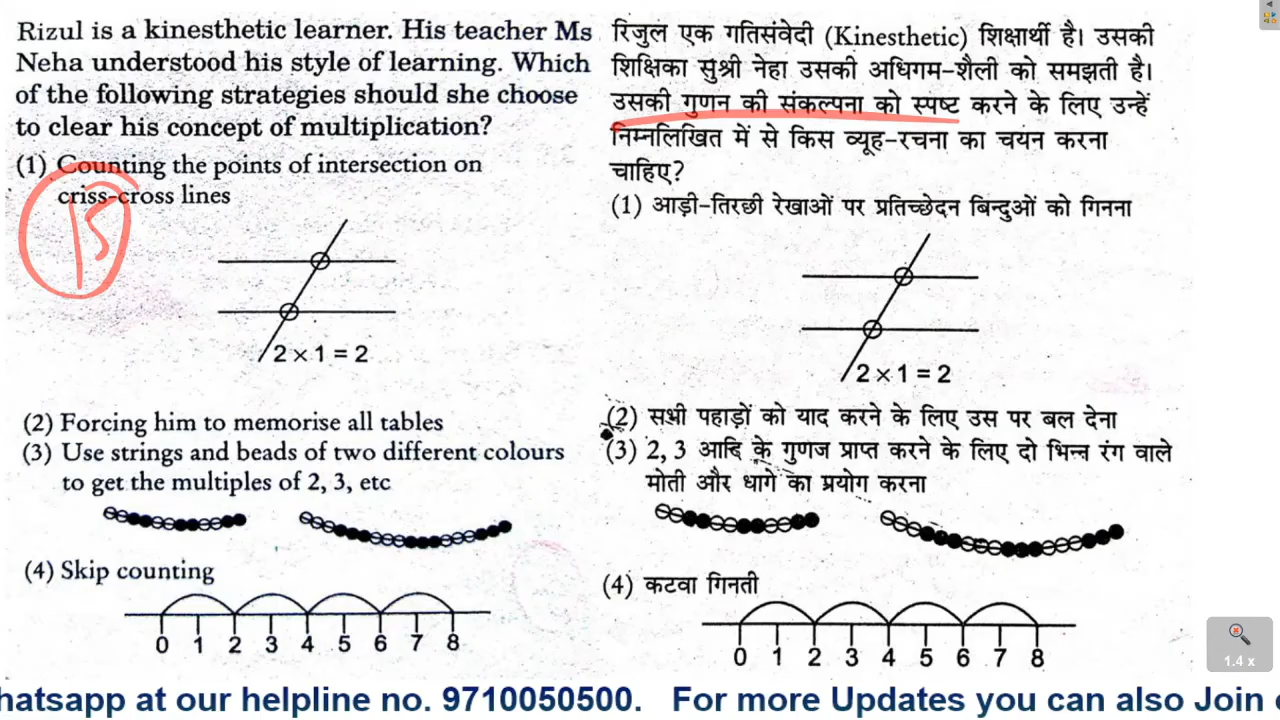 Rizul is a kinesthetic learner. His teacher Ms
Neha understood his style of learning. Which
of the following strategies should she choose
to clear his concept of multiplication?
(1) Counting the points of intersection on
criss-cross lines
15
2 × 1 = 2
(2) Forcing him to memorise all tables
(3) Use strings and beads of two different colours
to get the multiples of 2, 3, etc
(4) Skip counting
0 1 2 3 4 5 6 7 8
रिजुल एक गतिसंवेदी (Kinesthetic) शिक्षार्थी है। उसकी
शिक्षिका सुश्री नेहा उसकी अधिगम-शैली को समझती है।
उसकी गुणन की संकल्पना को स्पष्ट करने के लिए उन्हें
निम्नलिखित में से किस व्यूह-रचना का चयन करना
चाहिए?
(1) आड़ी-तिरछी रेखाओं पर प्रतिच्छेदन बिन्दुओं को गिनना
2 × 1 = 2
(2) सभी पहाड़ों को याद करने के लिए उस पर बल देना
(3) 2, 3 आदि के गुणज प्राप्त करने के लिए दो भिन्न रंग वाले
मोती और धागे का प्रयोग करना
(4) कटवा गिनती
0 1 2 3 4 5 6 7 8
1.4 x
hatsapp at our helpline no. 9710050500. For more Updates you can also Join